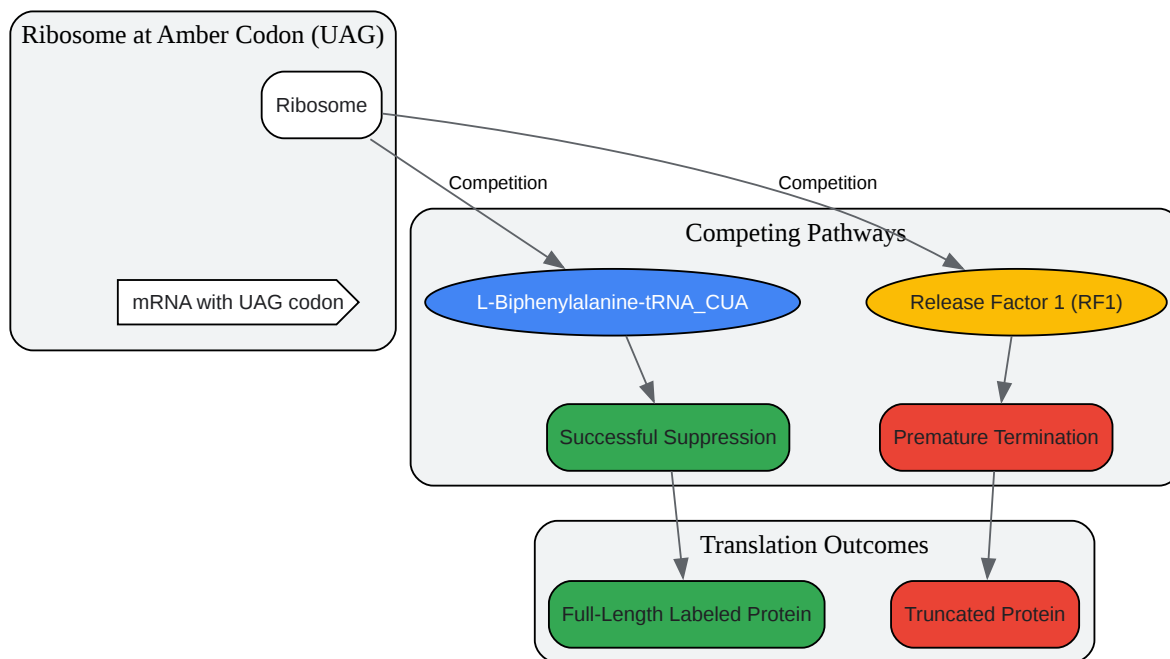 Ribosome at Amber Codon (UAG)
Ribosome
mRNA with UAG codon
Competition
Competition
Competing Pathways
L-Biphenylalanine-tRNA_CUA
Release Factor 1 (RF1)
Successful Suppression
Premature Termination
Translation Outcomes
Full-Length Labeled Protein
Truncated Protein